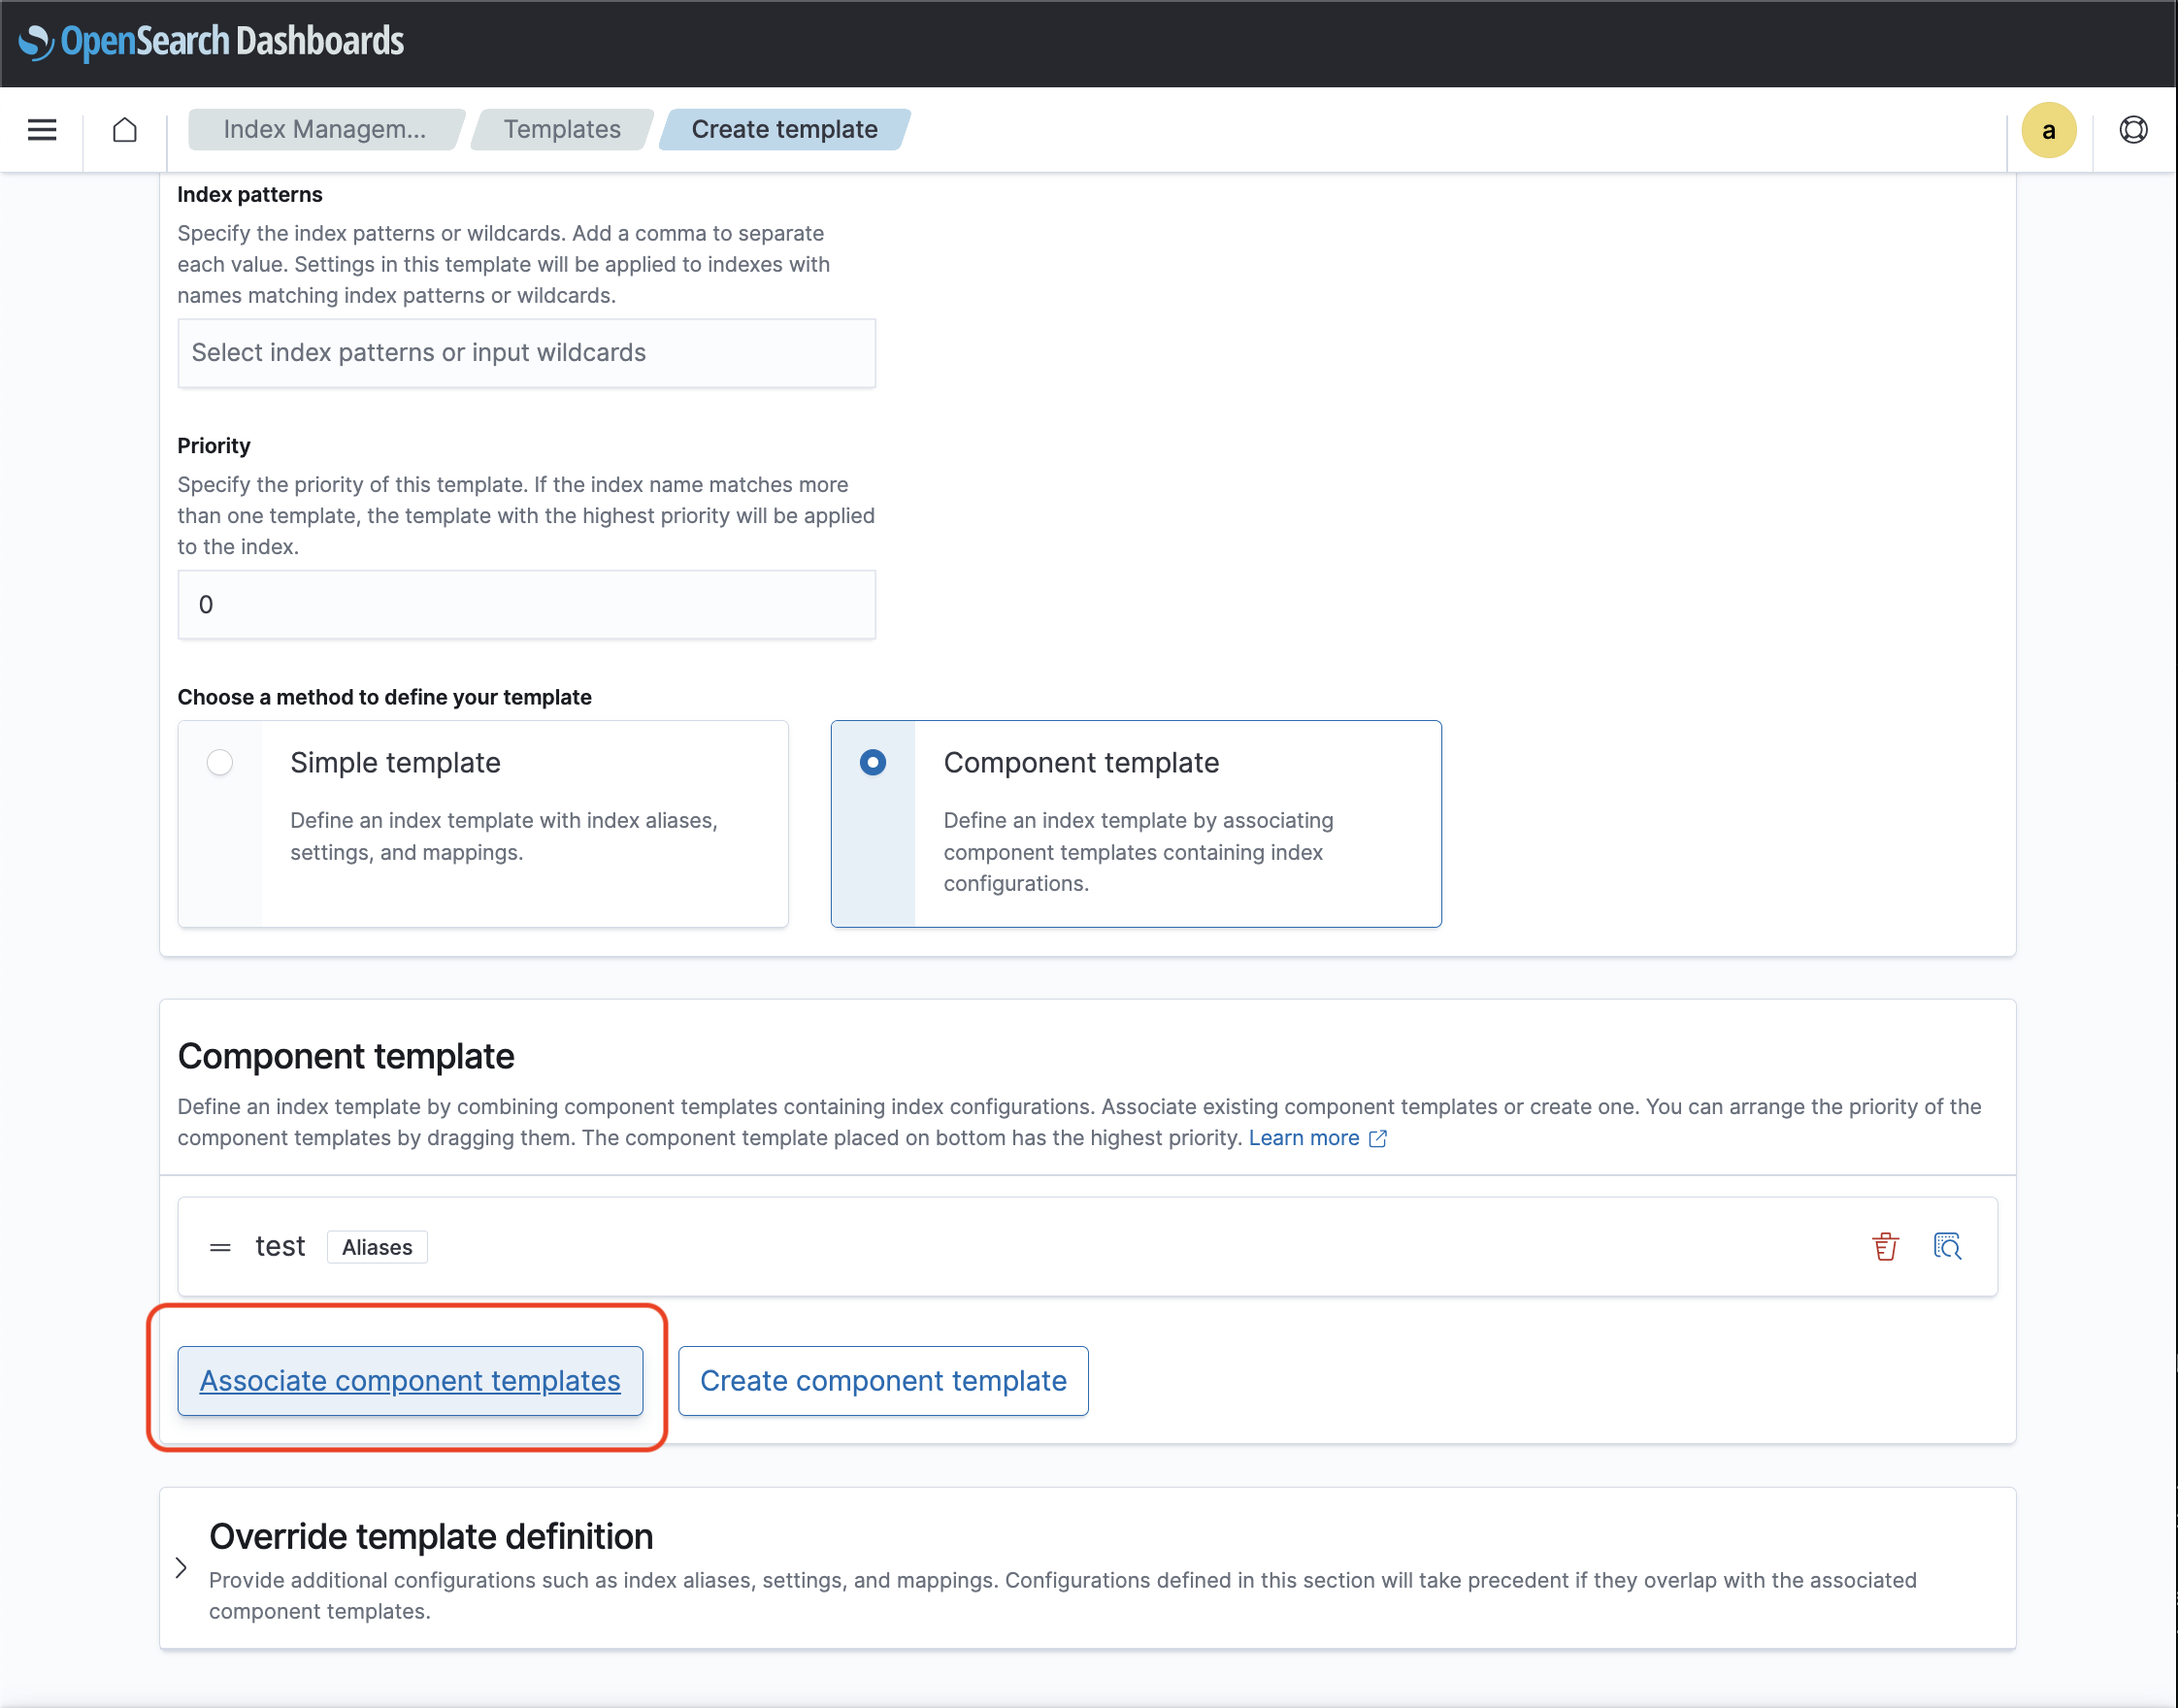 OpenSearch Dashboards
Index Managem...
Templates
Create template
a
Index patterns
Specify the index patterns or wildcards. Add a comma to separate
each value. Settings in this template will be applied to indexes with
names matching index patterns or wildcards.
Select index patterns or input wildcards
Priority
Specify the priority of this template. If the index name matches more
than one template, the template with the highest priority will be applied
to the index.
0
Choose a method to define your template
Simple template
Define an index template with index aliases,
settings, and mappings.
Component template
Define an index template by associating
component templates containing index
configurations.
Component template
Define an index template by combining component templates containing index configurations. Associate existing component templates or create one. You can arrange the priority of the
component templates by dragging them. The component template placed on bottom has the highest priority. Learn more
test
Aliases
Associate component templates
Create component template
Override template definition
Provide additional configurations such as index aliases, settings, and mappings. Configurations defined in this section will take precedent if they overlap with the associated
component templates.